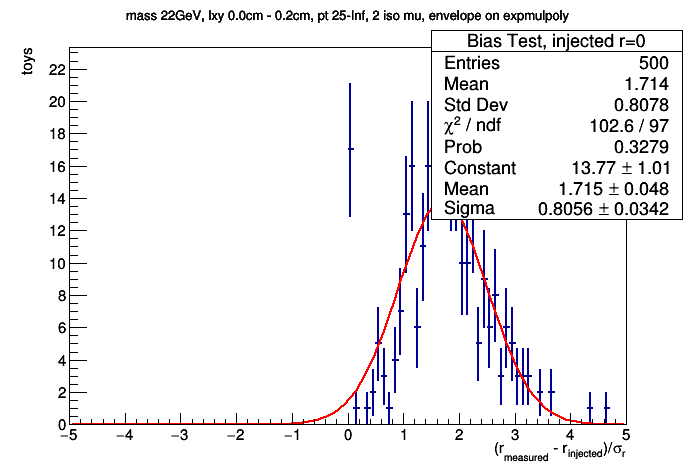 mass 22GeV, lxy 0.0cm - 0.2cm, pt 25-Inf, 2 iso mu, envelope on expmulpoly
Bias Test, injected r=0
Entries 500
Mean 1.714
Std Dev 0.8078
χ² / ndf 102.6 / 97
Prob 0.3279
Constant 13.77 ± 1.01
Mean 1.715 ± 0.048
Sigma 0.8056 ± 0.0342
toys
22
20
18
16
14
12
10
8
6
4
2
0
−5 −4 −3 −2 −1 0 1 2 3 4 5
(r_measured - r_injected)/σ_r